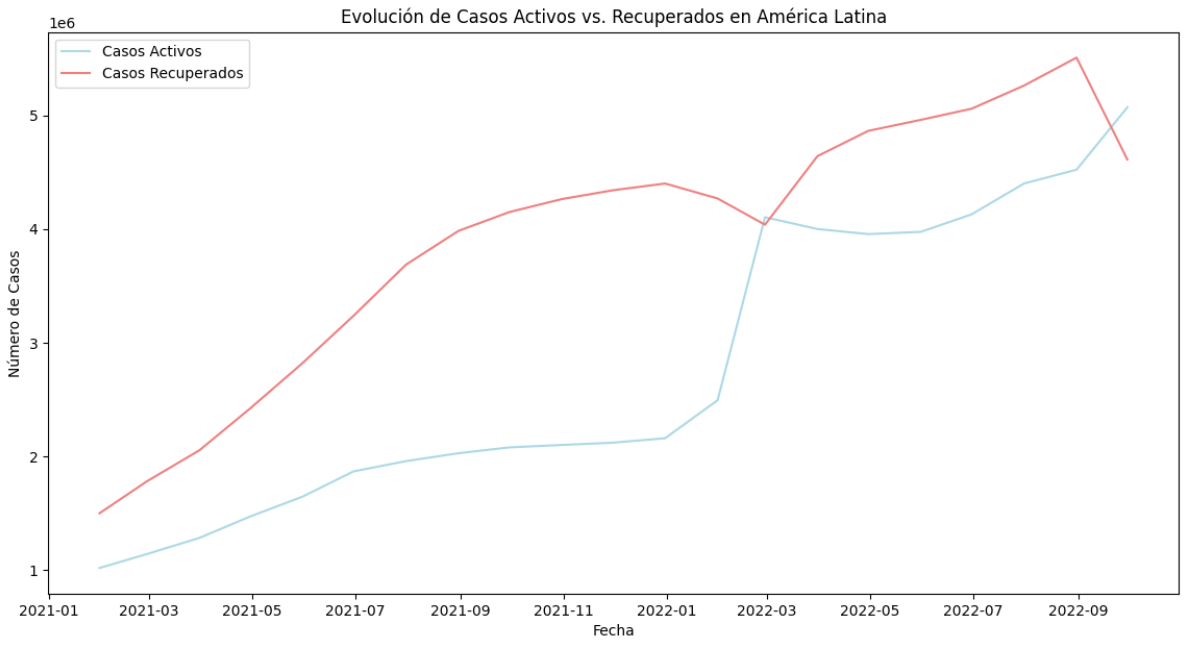 Evolución de Casos Activos vs. Recuperados en América Latina
1e6
Casos Activos
Casos Recuperados
5
4
3
2
1
Número de Casos
2021-01 2021-03 2021-05 2021-07 2021-09 2021-11 2022-01 2022-03 2022-05 2022-07 2022-09
Fecha